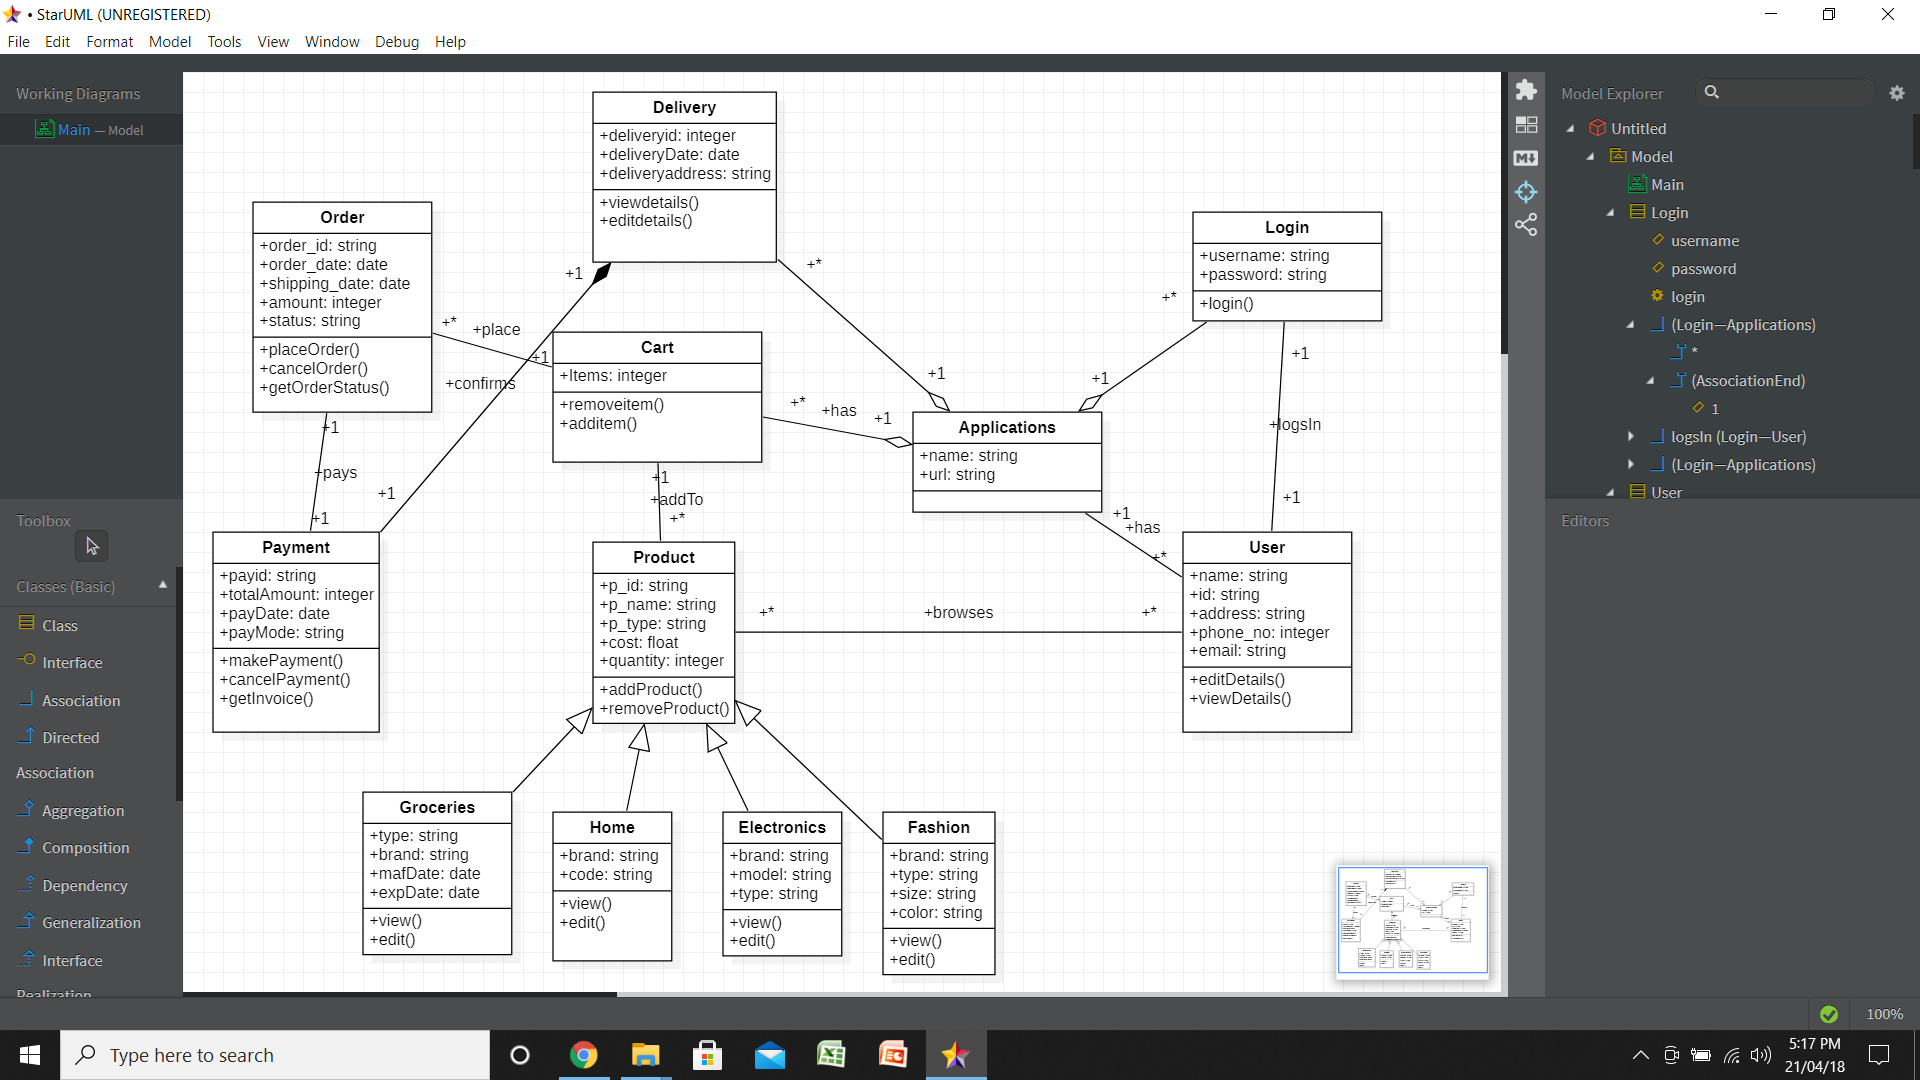 • StarUML (UNREGISTERED)
File Edit Format Model Tools View Window Debug Help
Working Diagrams
Main — Model
Toolbox
Classes (Basic)
Class
Interface
Association
Directed
Association
Aggregation
Composition
Dependency
Generalization
Interface
Realization
Delivery
+deliveryid: integer
+deliveryDate: date
+deliveryaddress: string
+viewdetails()
+editdetails()
Order
+order_id: string
+order_date: date
+shipping_date: date
+amount: integer
+status: string
+placeOrder()
+cancelOrder()
+getOrderStatus()
+*
+place
+1
+1
+confirms
+1
+1
+pays
+1
Cart
+Items: integer
+removeitem()
+additem()
+*
+has
+1
+*
+1
+*
+1
Login
+username: string
+password: string
+login()
+1
+logsIn
+1
Applications
+name: string
+url: string
+1
+has
+*
+1
+addTo
+*
Payment
+payid: string
+totalAmount: integer
+payDate: date
+payMode: string
+makePayment()
+cancelPayment()
+getInvoice()
Product
+p_id: string
+p_name: string
+p_type: string
+cost: float
+quantity: integer
+addProduct()
+removeProduct()
+*
+browses
+*
User
+name: string
+id: string
+address: string
+phone_no: integer
+email: string
+editDetails()
+viewDetails()
Groceries
+type: string
+brand: string
+mafDate: date
+expDate: date
+view()
+edit()
Home
+brand: string
+code: string
+view()
+edit()
Electronics
+brand: string
+model: string
+type: string
+view()
+edit()
Fashion
+brand: string
+type: string
+size: string
+color: string
+view()
+edit()
M
Model Explorer
Untitled
Model
Main
Login
username
password
login
(Login—Applications)
*
(AssociationEnd)
1
logsIn (Login—User)
(Login—Applications)
User
Editors
100%
Type here to search
5:17 PM
21/04/18